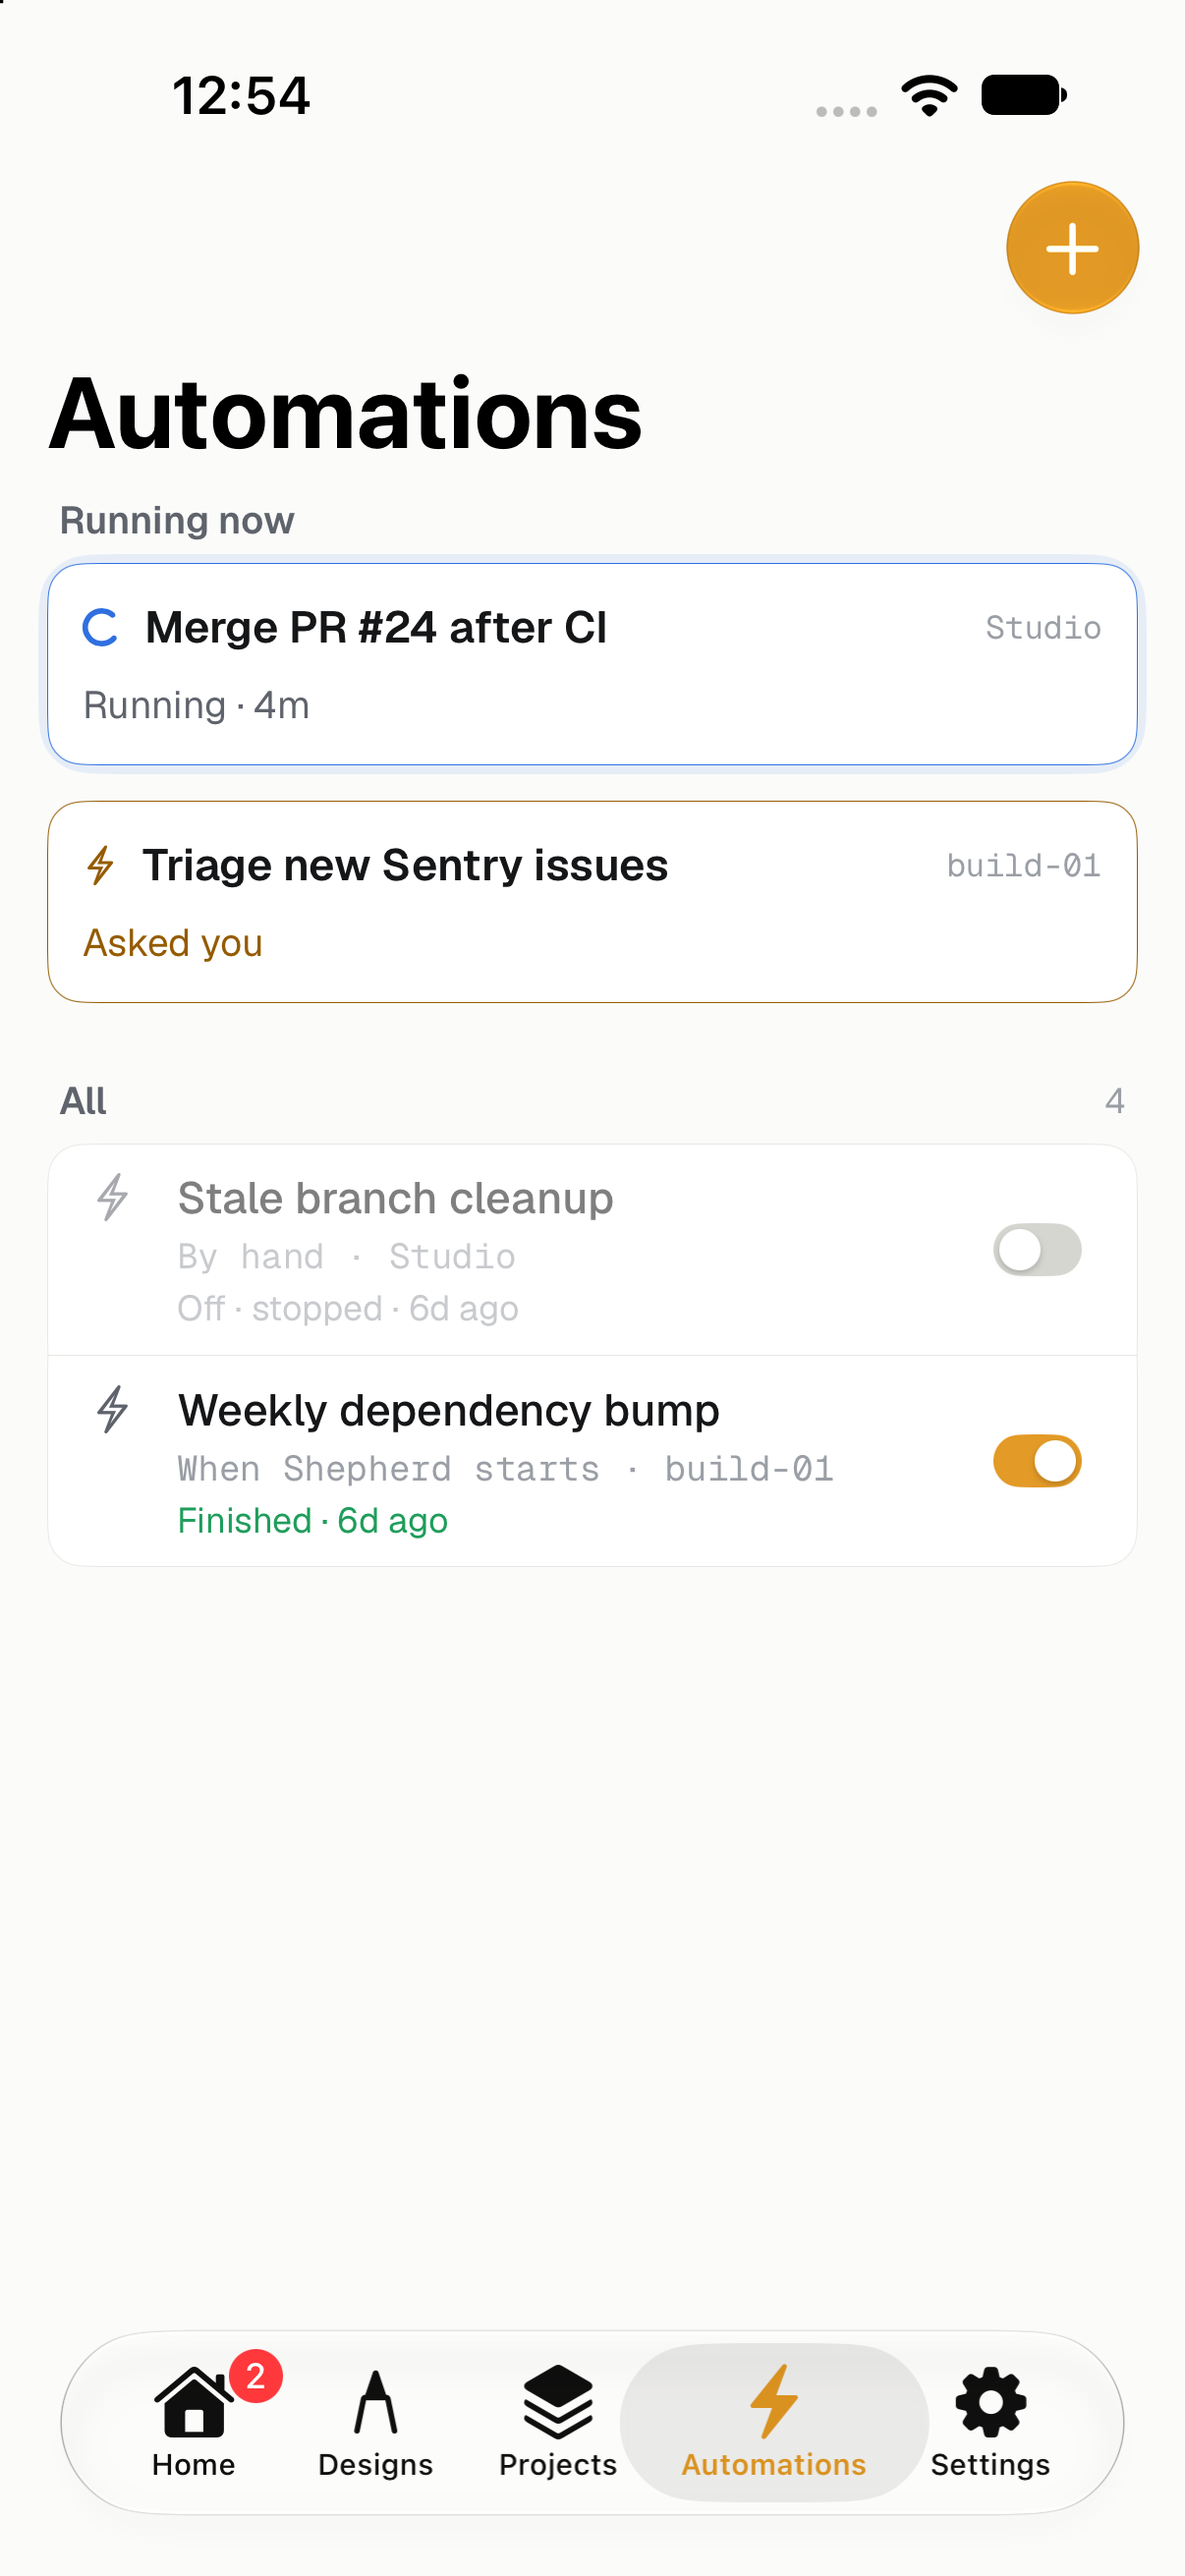 12:54
Automations
Running now
Merge PR #24 after CI
Studio
Running · 4m
Triage new Sentry issues
build-01
Asked you
All
4
Stale branch cleanup
By hand · Studio
Off · stopped · 6d ago
Weekly dependency bump
When Shepherd starts · build-01
Finished · 6d ago
2
Home
Designs
Projects
Automations
Settings